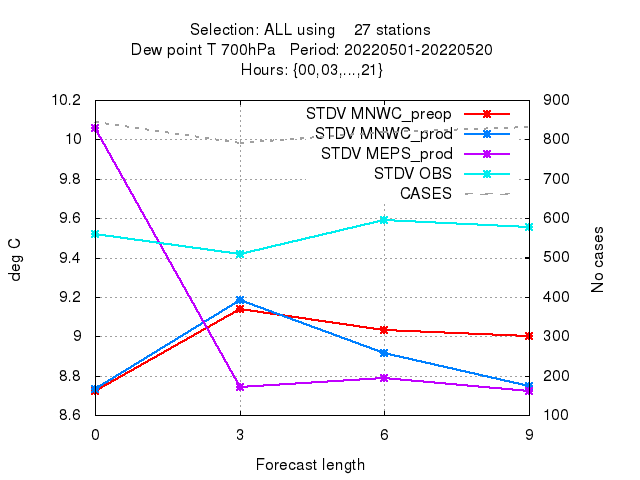 Selection: ALL using    27 stations
Dew point T 700hPa   Period: 20220501-20220520
Hours: {00,03,...,21}
10.2
10
9.8
9.6
9.4
9.2
9
8.8
8.6
deg C
STDV MNWC_preop
STDV MNWC_prod
STDV MEPS_prod
STDV OBS
CASES
900
800
700
600
500
400
300
200
100
No cases
0
3
6
9
Forecast length